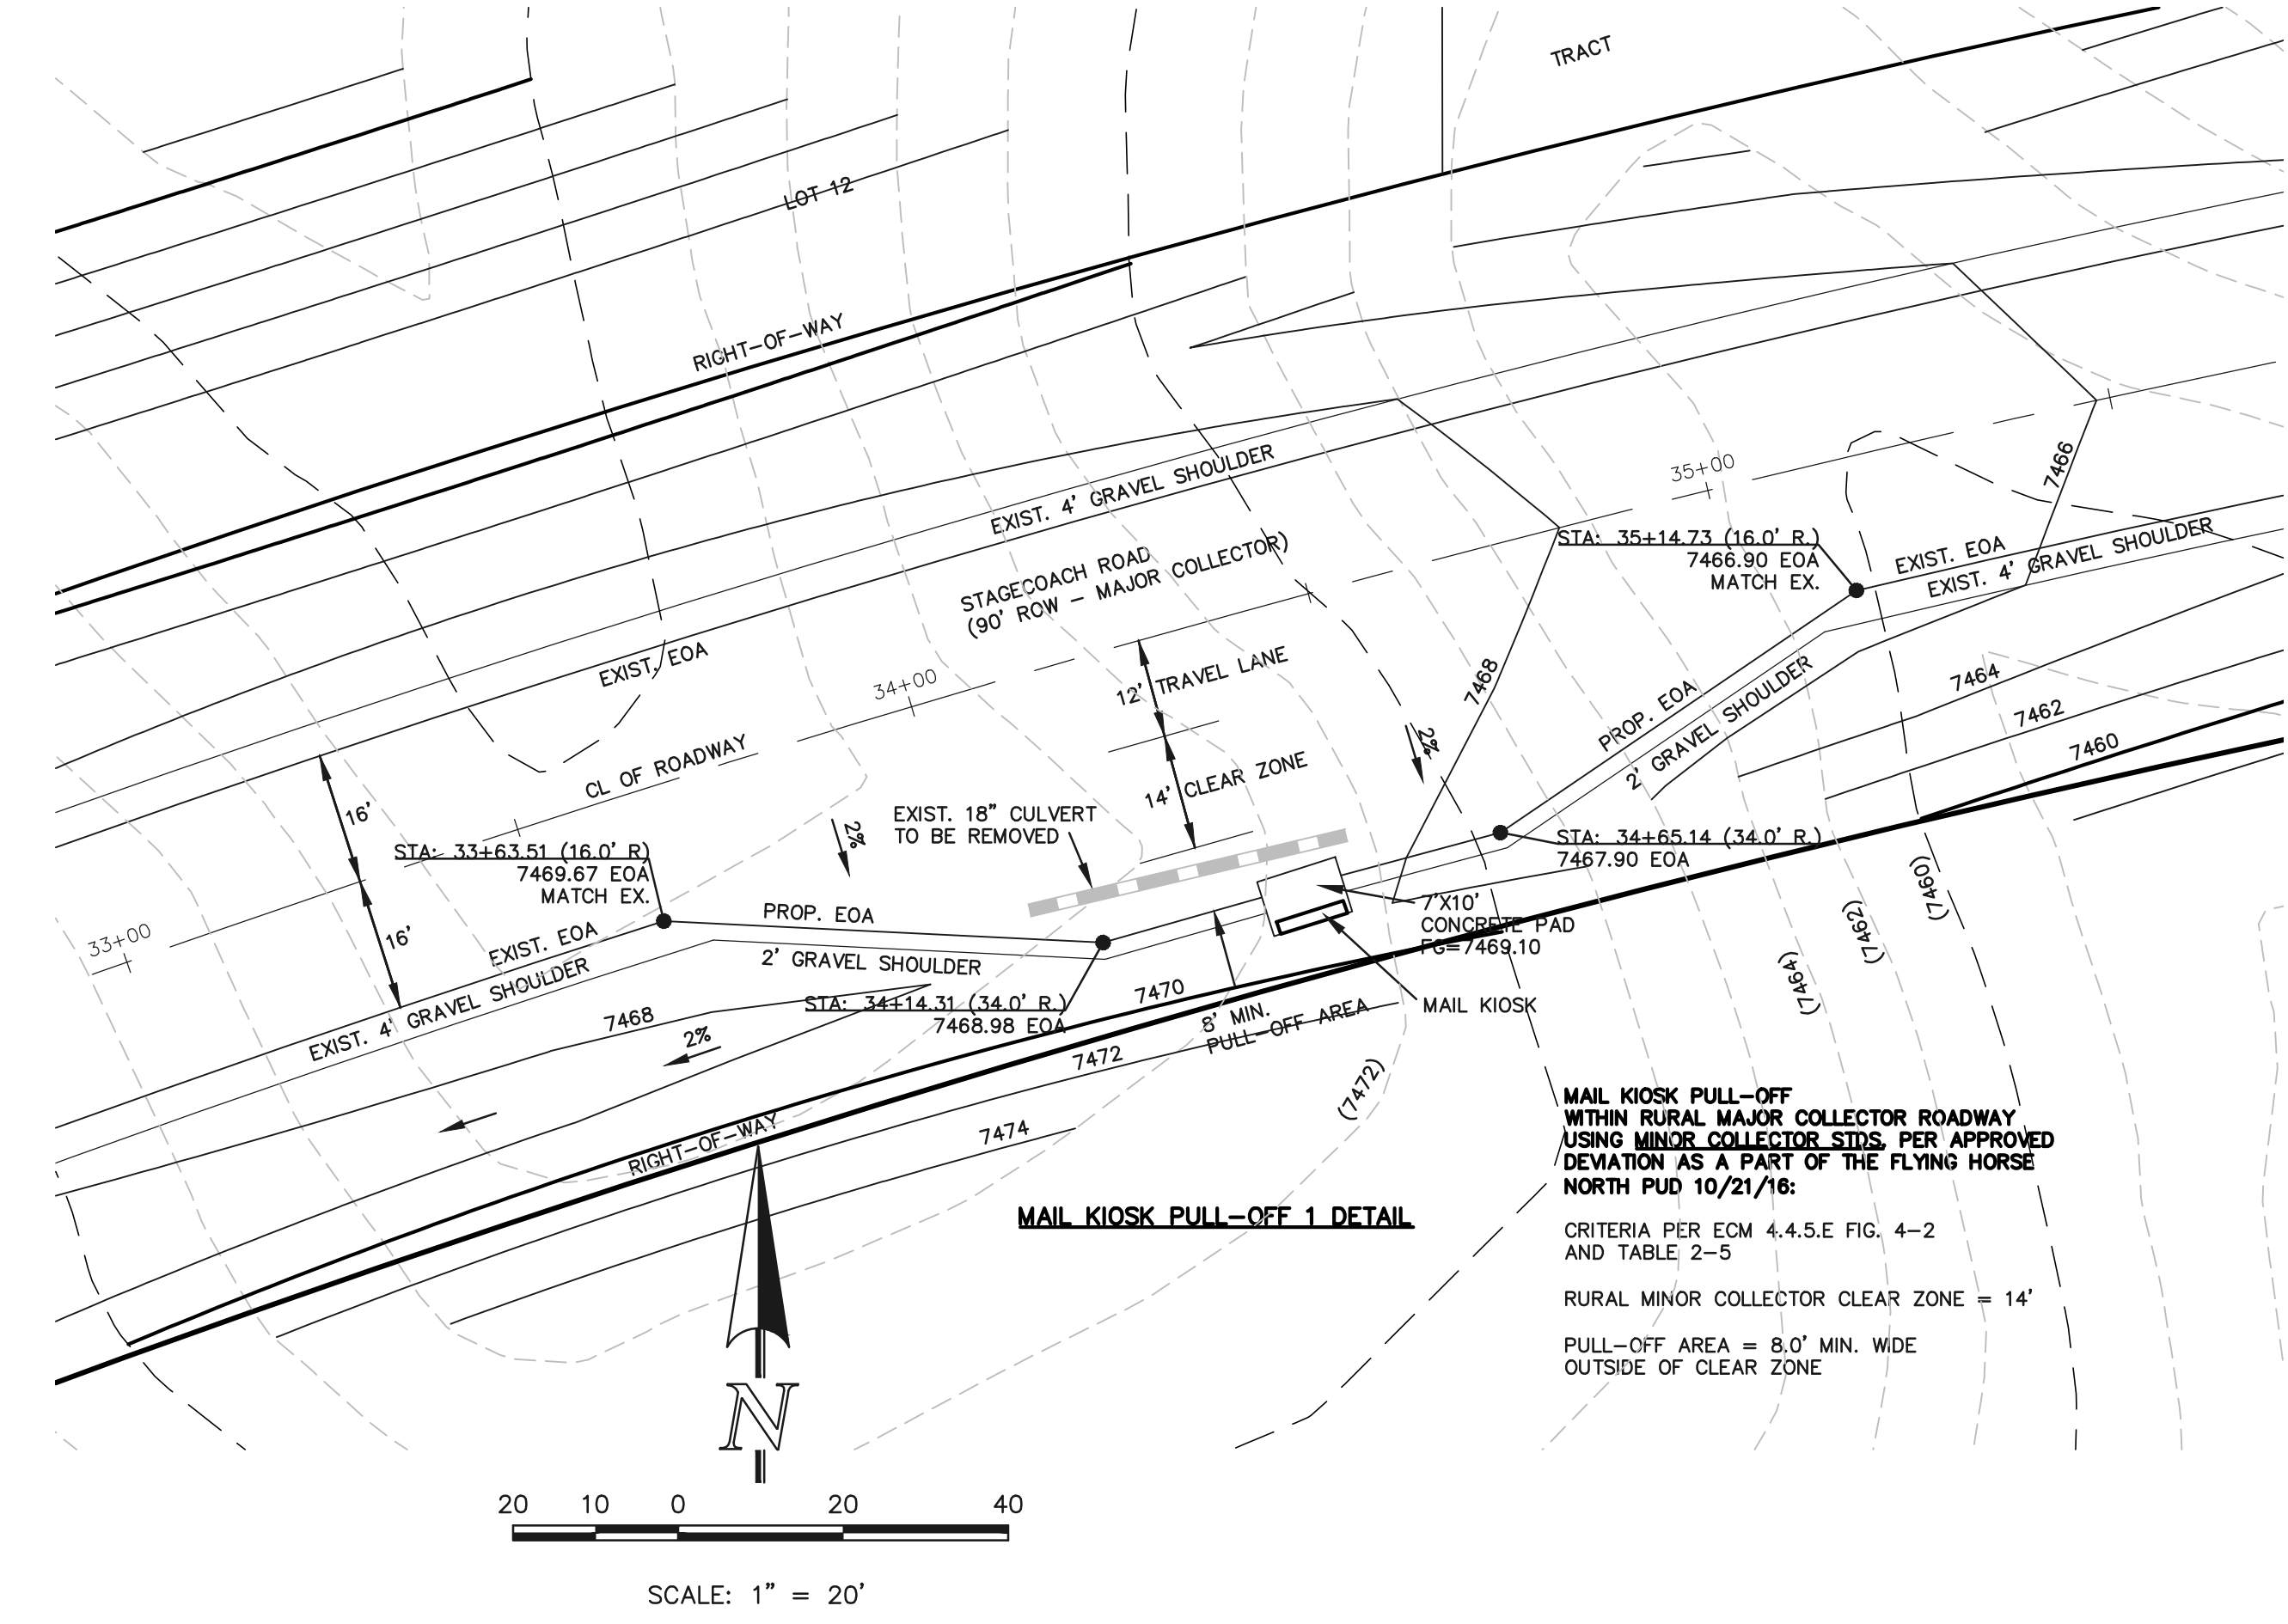 TRACT
LOT 12
RIGHT-OF-WAY
EXIST. 4' GRAVEL SHOULDER
STAGECOACH ROAD
(90' ROW - MAJOR COLLECTOR)
35+00
7466
STA: 35+14.73 (16.0' R.)
7466.90 EOA
MATCH EX.
EXIST. EOA
EXIST. 4' GRAVEL SHOULDER
EXIST. EOA
34+00
12' TRAVEL LANE
7468
2%
PROP. EOA
2' GRAVEL SHOULDER
7464
7462
7460
CL OF ROADWAY
14' CLEAR ZONE
16'
16'
2%
EXIST. 18" CULVERT
TO BE REMOVED
STA: 33+63.51 (16.0' R)
7469.67 EOA
MATCH EX.
STA: 34+65.14 (34.0' R.)
7467.90 EOA
33+00
EXIST. EOA
EXIST. 4' GRAVEL SHOULDER
PROP. EOA
2' GRAVEL SHOULDER
7'X10'
CONCRETE PAD
FG=7469.10
MAIL KIOSK
(7460)
(7462)
(7464)
STA: 34+14.31 (34.0' R.)
7468.98 EOA
7468
2%
7470
7472
8' MIN.
PULL-OFF AREA
(7472)
7474
RIGHT-OF-WAY
MAIL KIOSK PULL-OFF 1 DETAIL
MAIL KIOSK PULL-OFF
WITHIN RURAL MAJOR COLLECTOR ROADWAY
USING MINOR COLLECTOR STDS. PER APPROVED
DEVIATION AS A PART OF THE FLYING HORSE
NORTH PUD 10/21/16:
CRITERIA PER ECM 4.4.5.E FIG. 4-2
AND TABLE 2-5
RURAL MINOR COLLECTOR CLEAR ZONE = 14'
PULL-OFF AREA = 8.0' MIN. WIDE
OUTSIDE OF CLEAR ZONE
N
20 10 0 20 40
SCALE: 1" = 20'